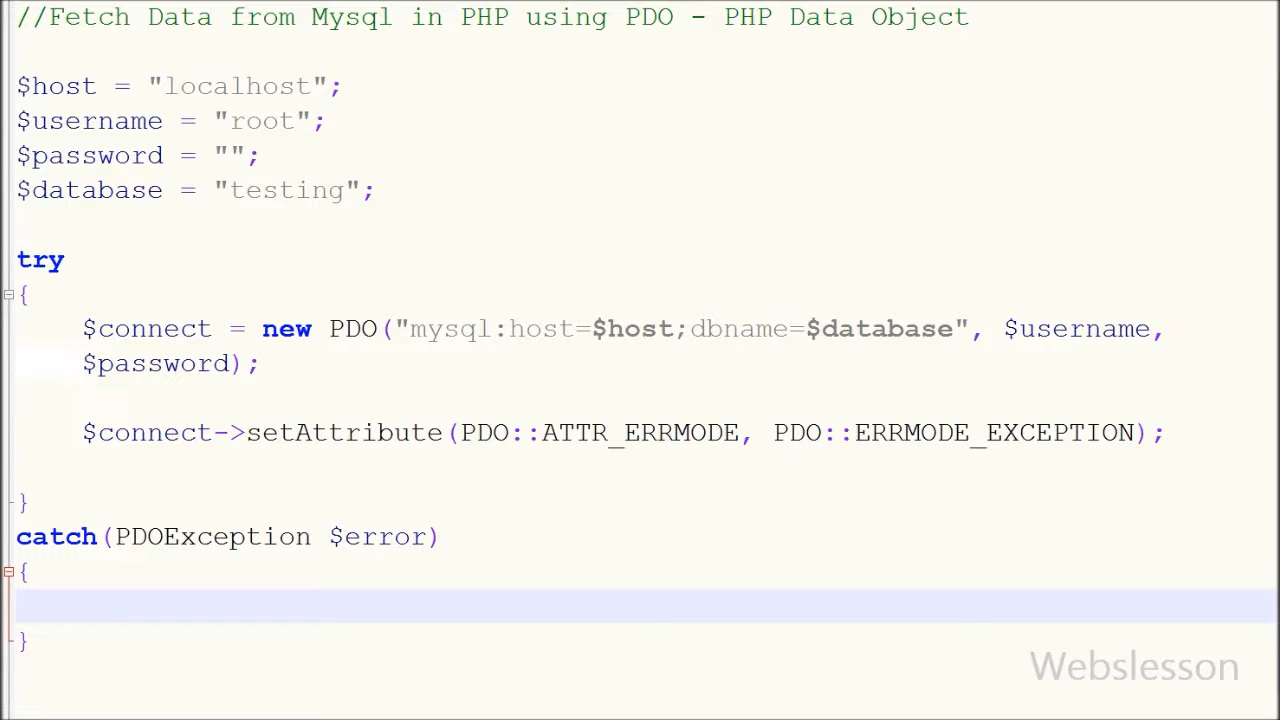 //Fetch Data from Mysql in PHP using PDO - PHP Data Object
$host = "localhost";
$username = "root";
$password = "";
$database = "testing";
try
{
$connect = new PDO("mysql:host=$host;dbname=$database", $username,
$password);
$connect->setAttribute(PDO::ATTR_ERRMODE, PDO::ERRMODE_EXCEPTION);
}
catch(PDOException $error)
{
}
Webslesson